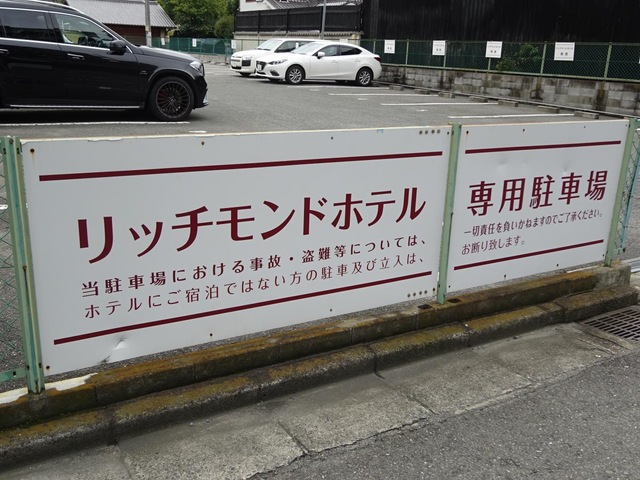 リッチモンドホテル 専用駐車場
当駐車場における事故・盗難等については、一切責任を負いかねますのでご了承ください。
ホテルにご宿泊ではない方の駐車及び立入は、お断り致します。